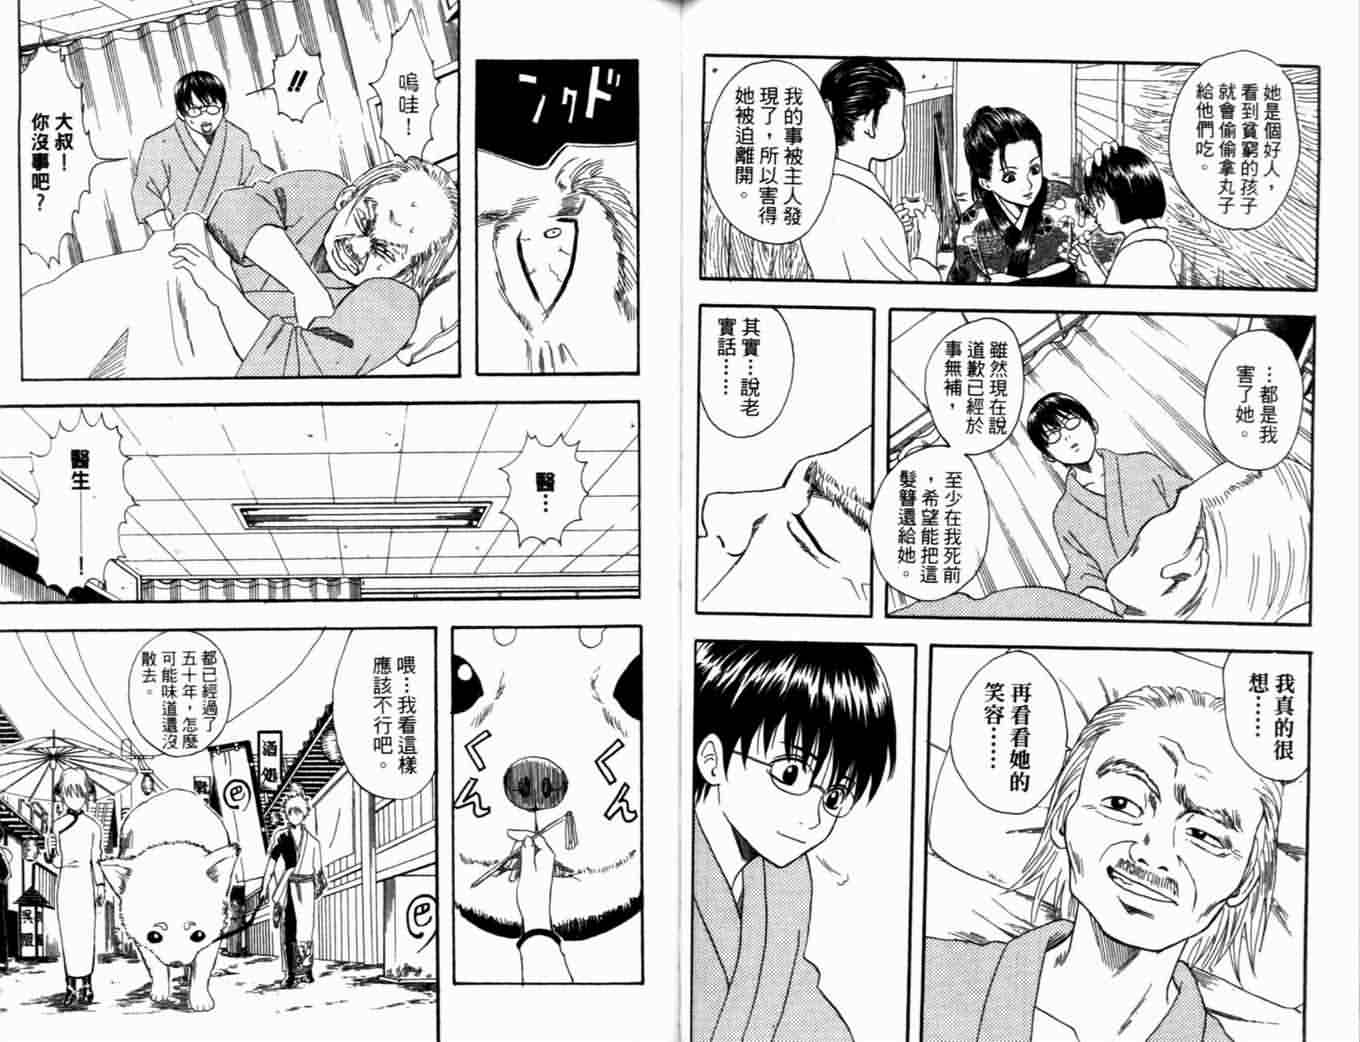 她是個好人，
看到貧窮的孩子
就會偷偷拿丸子
給他們吃。
我的事被主人發
現了，所以害得
她被迫離開。
…都是我
害了她。
雖然現在說
道歉已經於
事無補，
至少在我死前
，希望能把這
髮簪還給她。
其實…說老
實話……
我真的很
想……
再看看她的
笑容……
ドクン
嗚哇！
!!
大叔！
你沒事吧？
醫…
醫生
——！
くん
くん
喂…我看這樣
應該不行吧。
都已經過了
五十年，怎麼
可能味道還沒
散去。
酒処
巴
呉服
巴